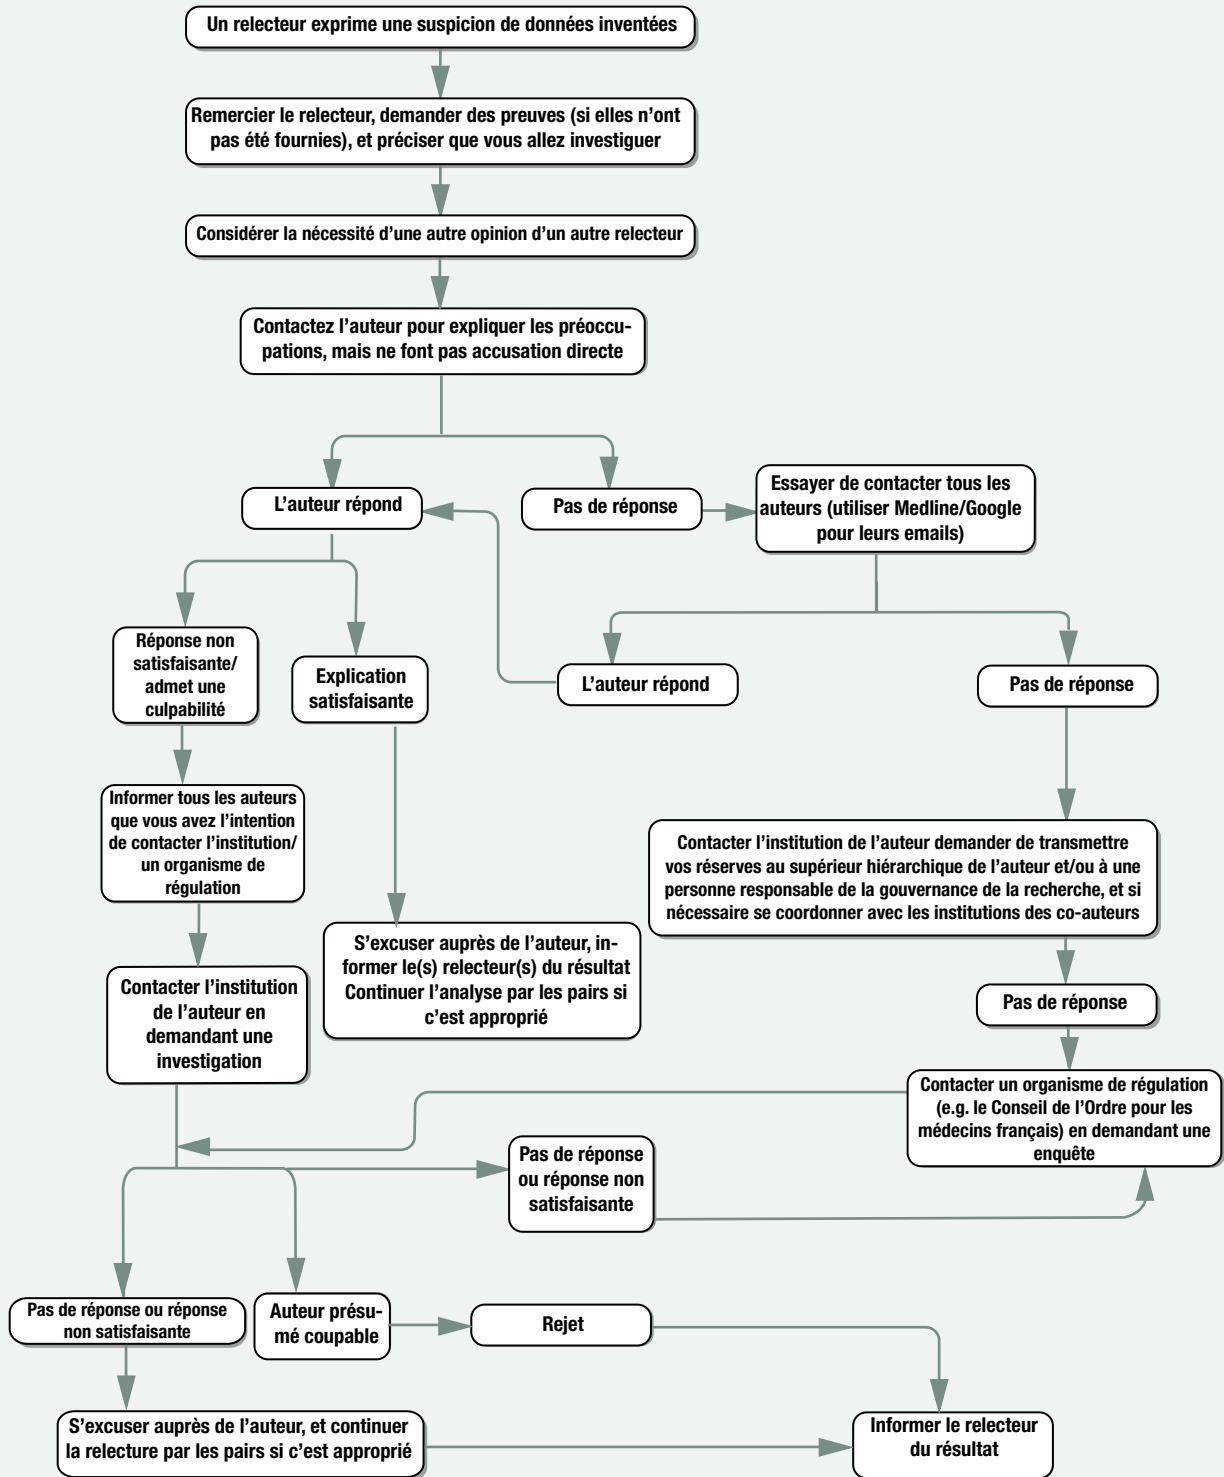 Un relecteur exprime une suspicion de données inventées
Remercier le relecteur, demander des preuves (si elles n'ont
pas été fournies), et préciser que vous allez investiguer
Considérer la nécessité d'une autre opinion d'un autre relecteur
Contactez l'auteur pour expliquer les préoccu-
pations, mais ne font pas accusation directe
L'auteur répond
Pas de réponse
Essayer de contacter tous les
auteurs (utiliser Medline/Google
pour leurs emails)
Réponse non
satisfaisante/
admet une
culpabilité
Explication
satisfaisante
L'auteur répond
Pas de réponse
Informer tous les auteurs
que vous avez l'intention
de contacter l'institution/
un organisme de
régulation
Contacter l'institution de l'auteur demander de transmettre
vos réserves au supérieur hiérarchique de l'auteur et/ou à une
personne responsable de la gouvernance de la recherche, et si
nécessaire se coordonner avec les institutions des co-auteurs
S'excuser auprès de l'auteur, in-
former le(s) relecteur(s) du résultat
Continuer l'analyse par les pairs si
c'est approprié
Contacter l'institution
de l'auteur en
demandant une
investigation
Pas de réponse
Contacter un organisme de régulation
(e.g. le Conseil de l'Ordre pour les
médecins français) en demandant une
enquête
Pas de réponse
ou réponse non
satisfaisante
Pas de réponse ou réponse
non satisfaisante
Auteur présu-
mé coupable
Rejet
S'excuser auprès de l'auteur, et continuer
la relecture par les pairs si c'est approprié
Informer le relecteur
du résultat